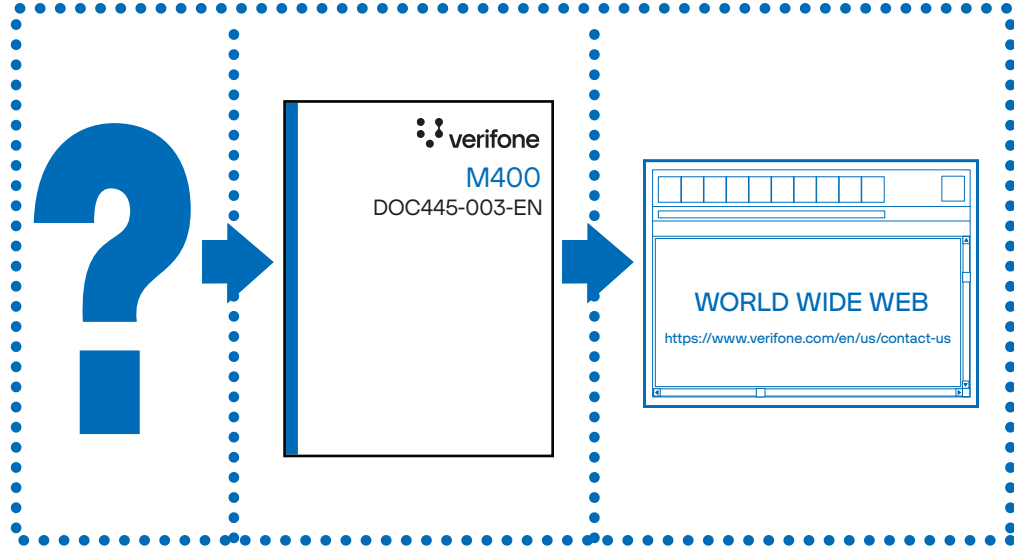 ?
verifone
M400
DOC445-003-EN
WORLD WIDE WEB
https://www.verifone.com/en/us/contact-us